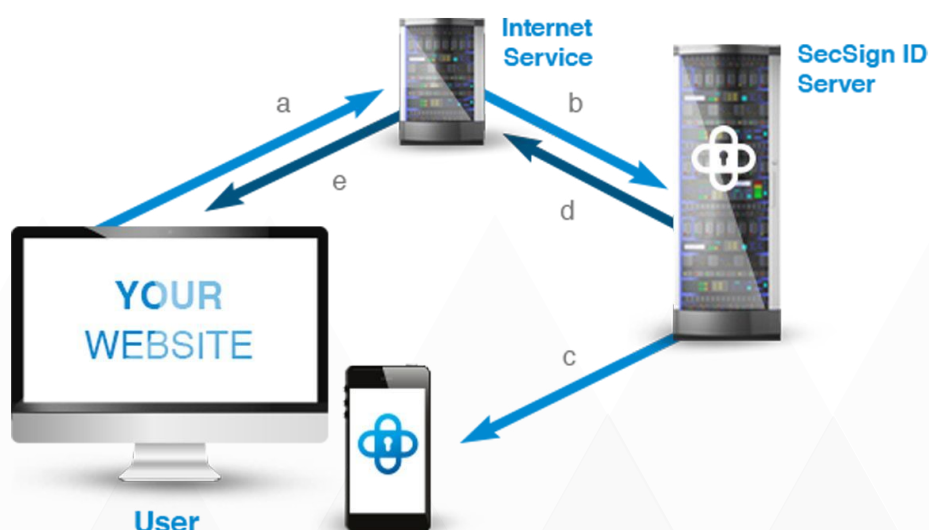 Internet
Service
SecSign ID
Server
a
b
e
d
YOUR
WEBSITE
c
User